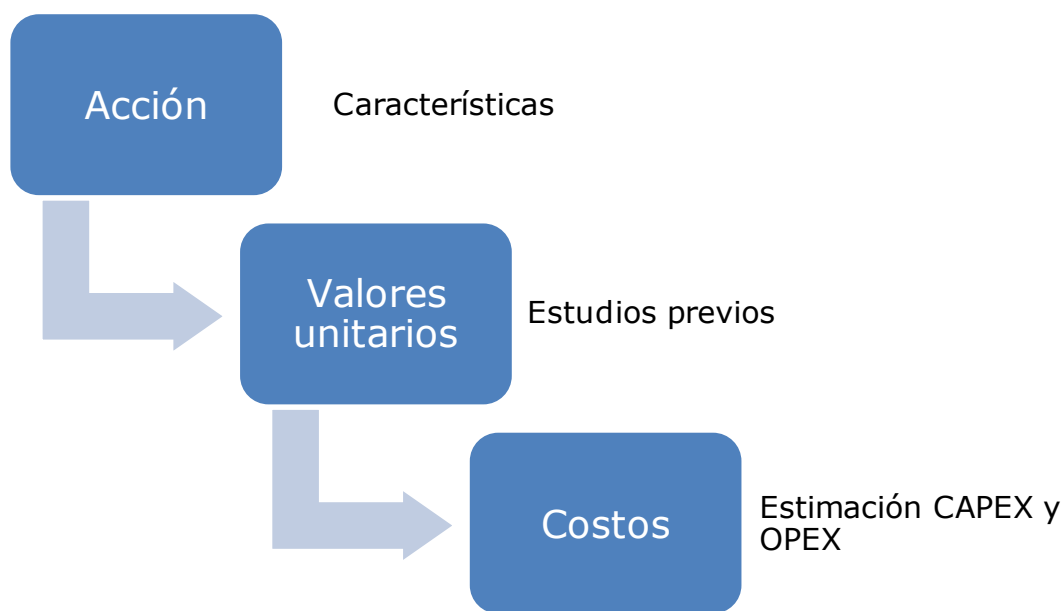 Acción
Características
Valores
unitarios
Estudios previos
Costos
Estimación CAPEX y
OPEX